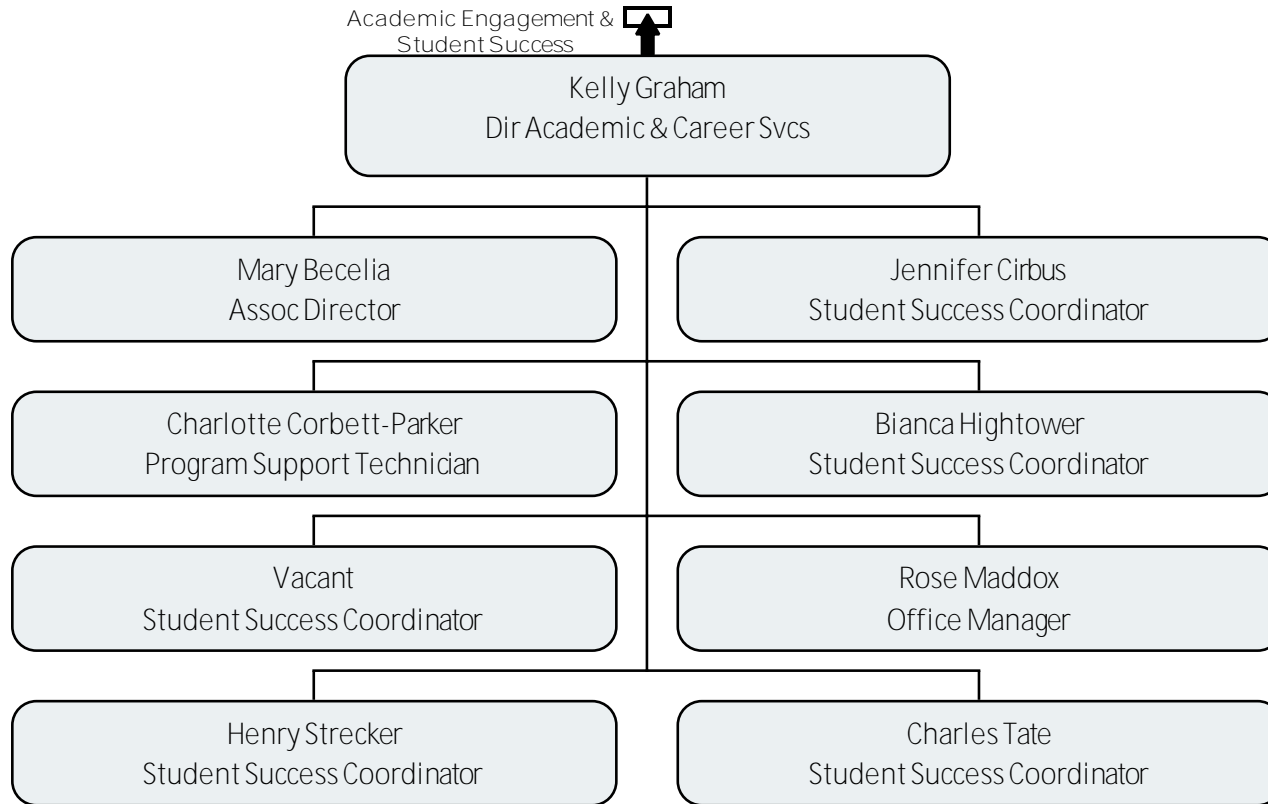 Academic Engagement &
Student Success
Kelly Graham
Dir Academic & Career Svcs
Mary Becelia
Assoc Director
Jennifer Cirbus
Student Success Coordinator
Charlotte Corbett-Parker
Program Support Technician
Bianca Hightower
Student Success Coordinator
Vacant
Student Success Coordinator
Rose Maddox
Office Manager
Henry Strecker
Student Success Coordinator
Charles Tate
Student Success Coordinator